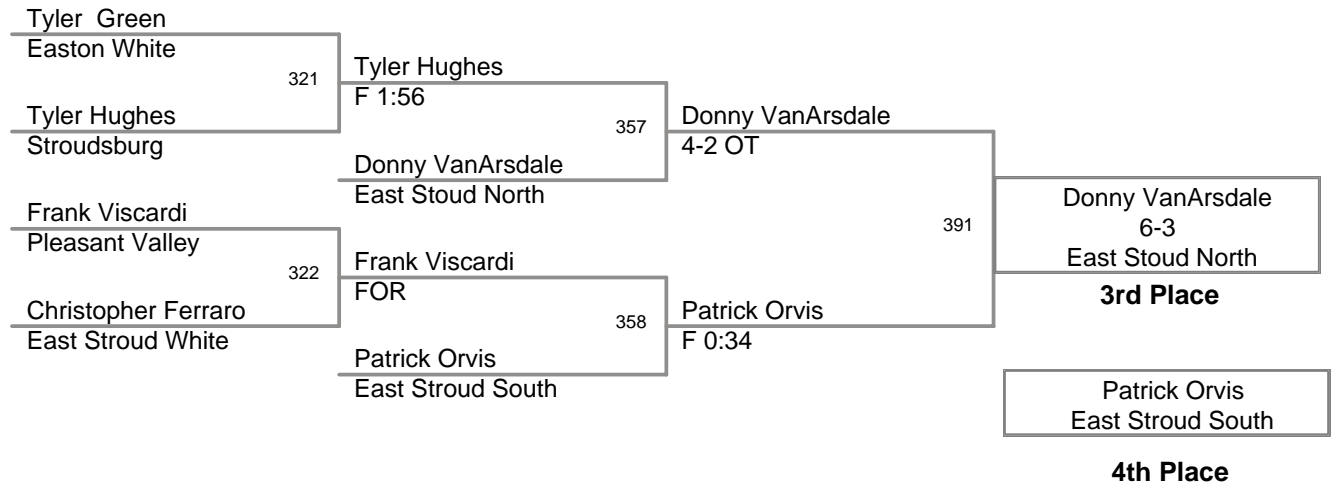 Tyler  Green
Easton White
321
Tyler Hughes
Stroudsburg
Tyler Hughes
F 1:56
357
Donny VanArsdale
East Stoud North
Frank Viscardi
Pleasant Valley
322
Christopher Ferraro
East Stroud White
Frank Viscardi
FOR
358
Patrick Orvis
East Stroud South
Donny VanArsdale
4-2 OT
391
Patrick Orvis
F 0:34
Donny VanArsdale
6-3
East Stoud North
3rd Place
Patrick Orvis
East Stroud South
4th Place